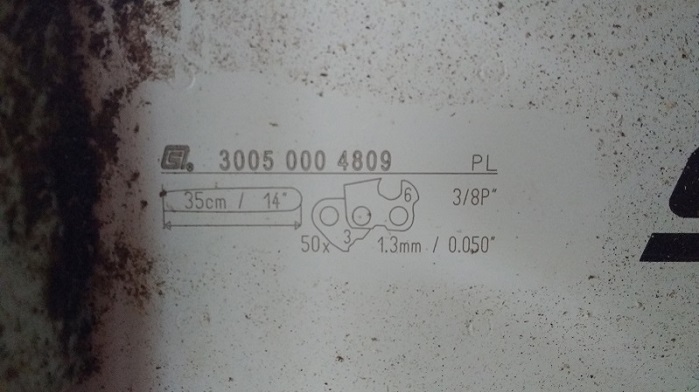 3005 000 4809 PL
35cm / 14" 6 3/8P"
50x 3 1.3mm / 0.050"